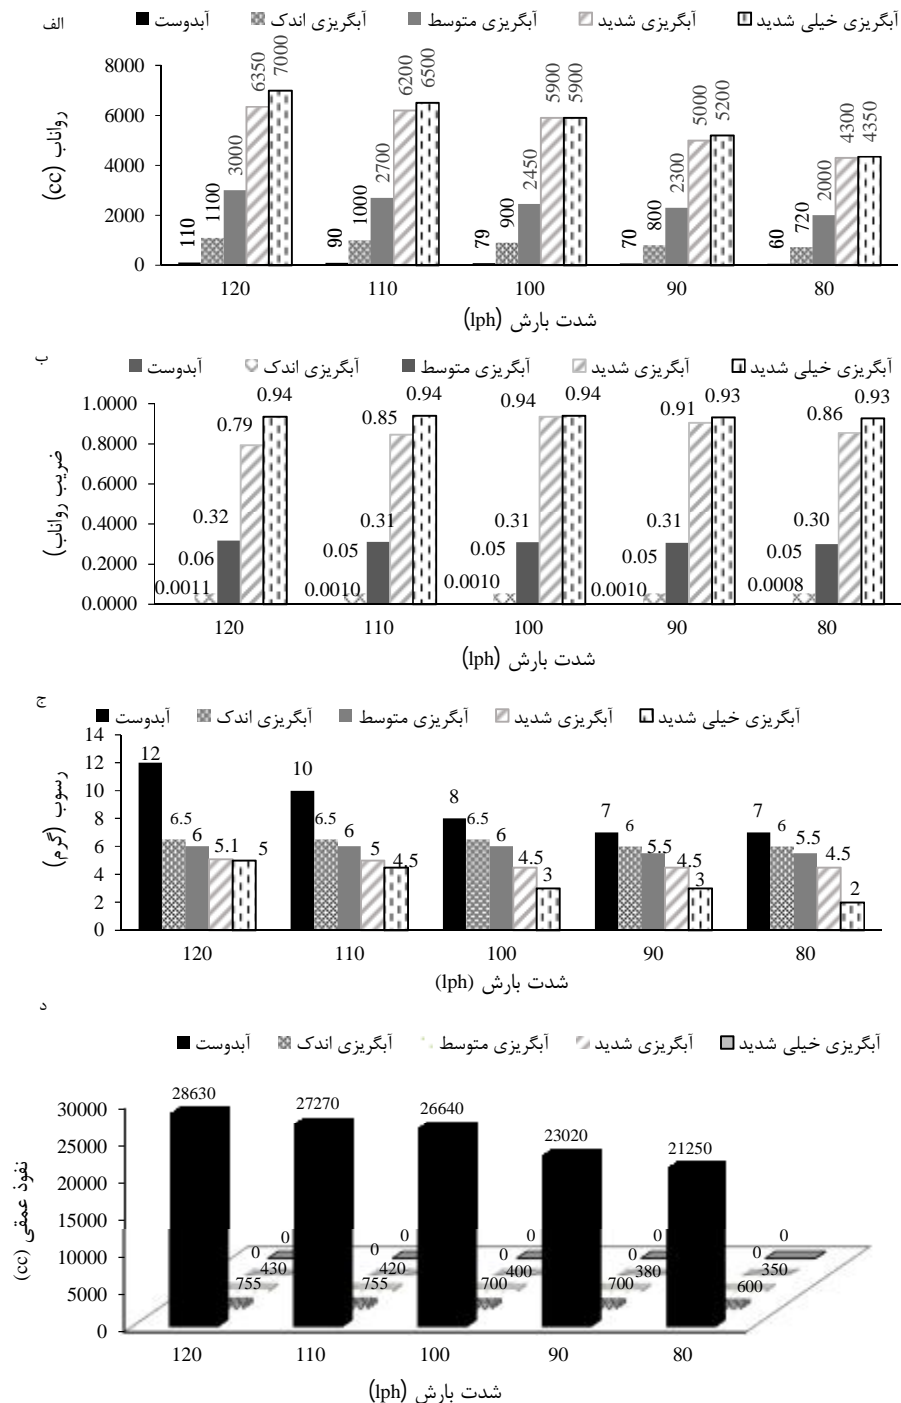 الف
آبدوست آبگریزی اندک آبگریزی متوسط آبگریزی شدید آبگریزی خیلی شدید
رواناب (cc)
8000
6000
4000
2000
0
110 1100 3000 6350 7000
90 1000 2700 6200 6500
79 900 2450 5900 5900
70 800 2300 5000 5200
60 720 2000 4300 4350
120 110 100 90 80
شدت بارش (lph)
آبدوست آبگریزی اندک آبگریزی متوسط آبگریزی شدید آبگریزی خیلی شدید
ضریب رواناب)
1.0000
0.8000
0.6000
0.4000
0.2000
0.0000
0.0011 0.06 0.32 0.79 0.94
0.0010 0.05 0.31 0.85 0.94
0.0010 0.05 0.31 0.94 0.94
0.0010 0.05 0.31 0.91 0.93
0.0008 0.05 0.30 0.86 0.93
120 110 100 90 80
شدت بارش (lph)
ج
آبدوست آبگریزی اندک آبگریزی متوسط آبگریزی شدید آبگریزی خیلی شدید
رسوب (گرم)
14
12
10
8
6
4
2
0
12 6.5 6 5.1 5
10 6.5 6 5 4.5
8 6.5 6 4.5 3
7 6 5.5 4.5 3
7 6 5.5 4.5 2
120 110 100 90 80
شدت بارش (lph)
د
آبدوست آبگریزی اندک آبگریزی متوسط آبگریزی شدید آبگریزی خیلی شدید
نفوذ عمقی (cc)
30000
25000
20000
15000
10000
5000
0
28630 755 430 0 0
27270 755 420 0 0
26640 700 400 0 0
23020 700 380 0 0
21250 600 350 0 0
120 110 100 90 80
شدت بارش (lph)